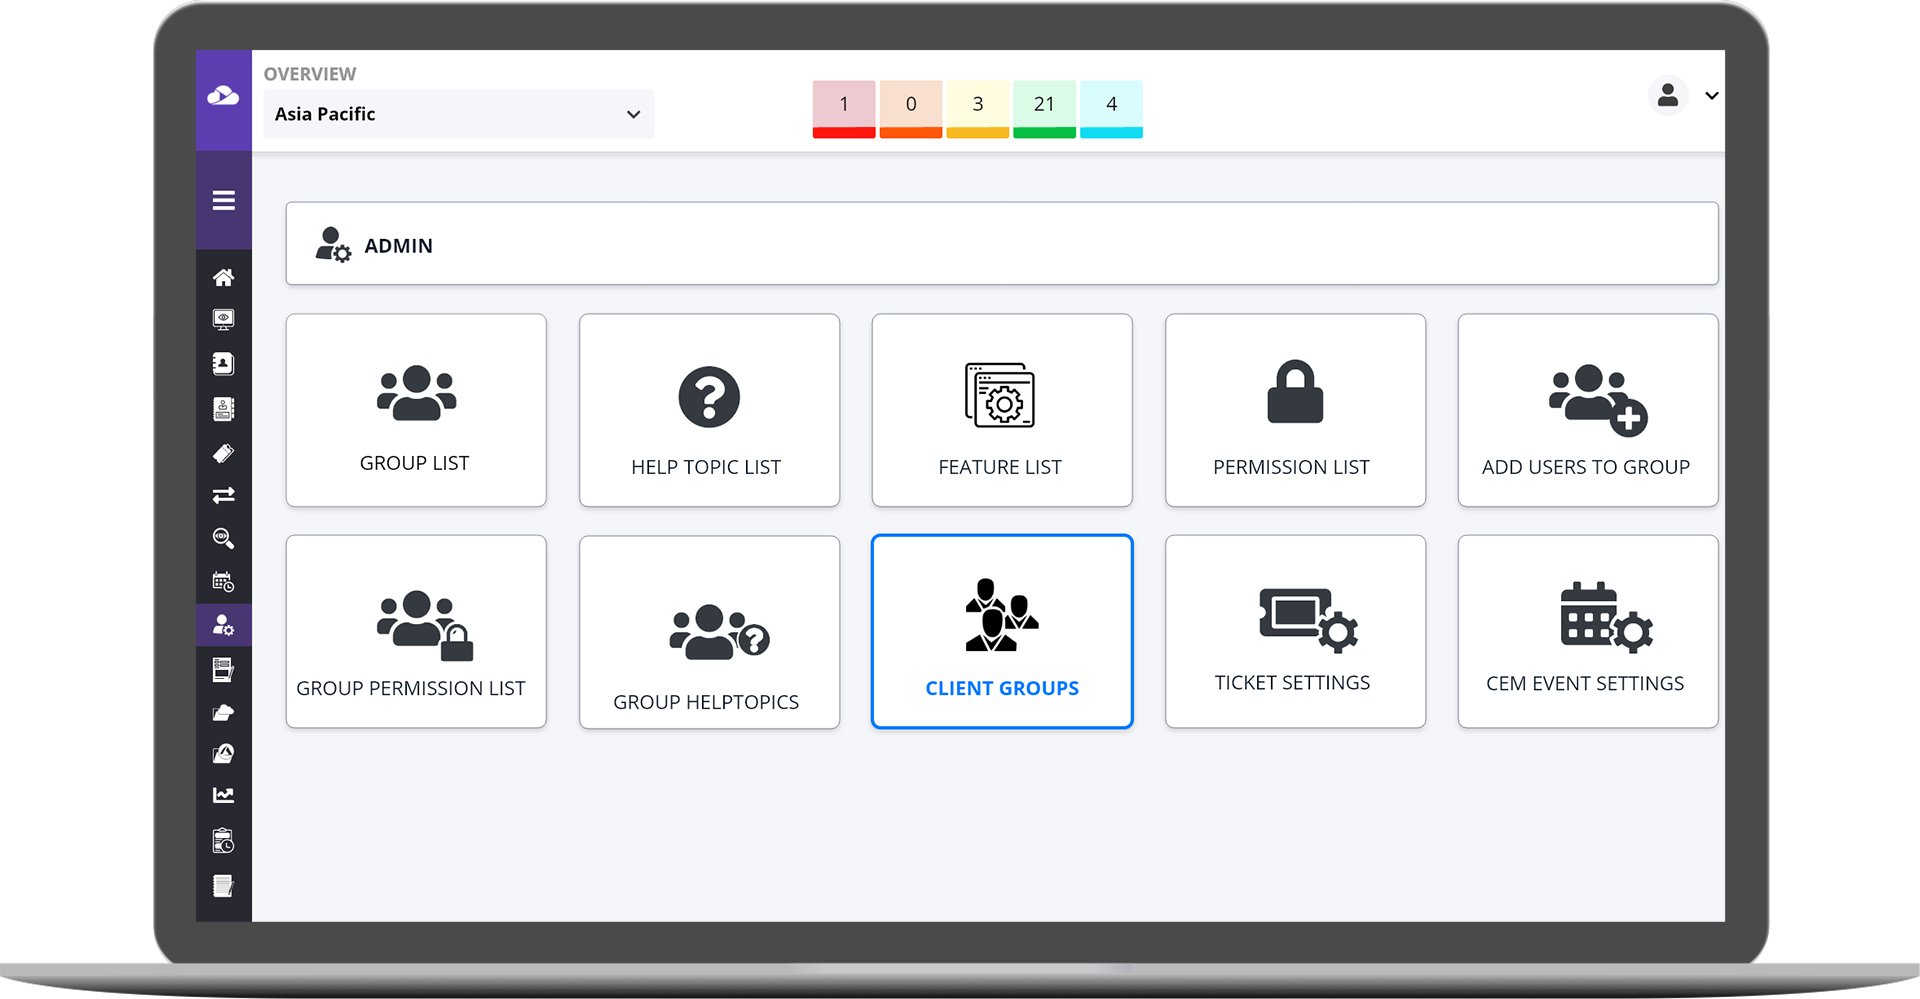 OVERVIEW
Asia Pacific
1 0 3 21 4
ADMIN
GROUP LIST
HELP TOPIC LIST
FEATURE LIST
PERMISSION LIST
ADD USERS TO GROUP
GROUP PERMISSION LIST
GROUP HELPTOPICS
CLIENT GROUPS
TICKET SETTINGS
CEM EVENT SETTINGS